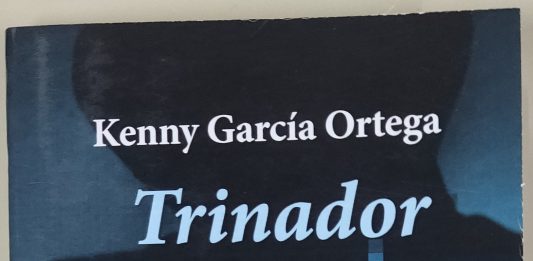 Kenny García Ortega
Trinador